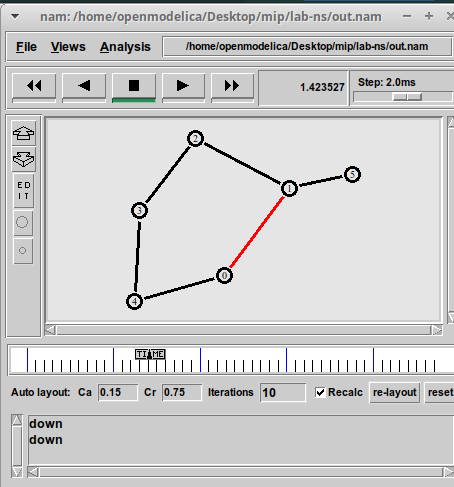 nam: /home/openmodelica/Desktop/mip/lab-ns/out.nam
File Views Analysis /home/openmodelica/Desktop/mip/lab-ns/out.nam
1.423527 Step: 2.0ms
E D
I T
2
1
5
3
0
4
TIME
Auto layout: Ca 0.15 Cr 0.75 Iterations 10 Recalc re-layout reset
down
down